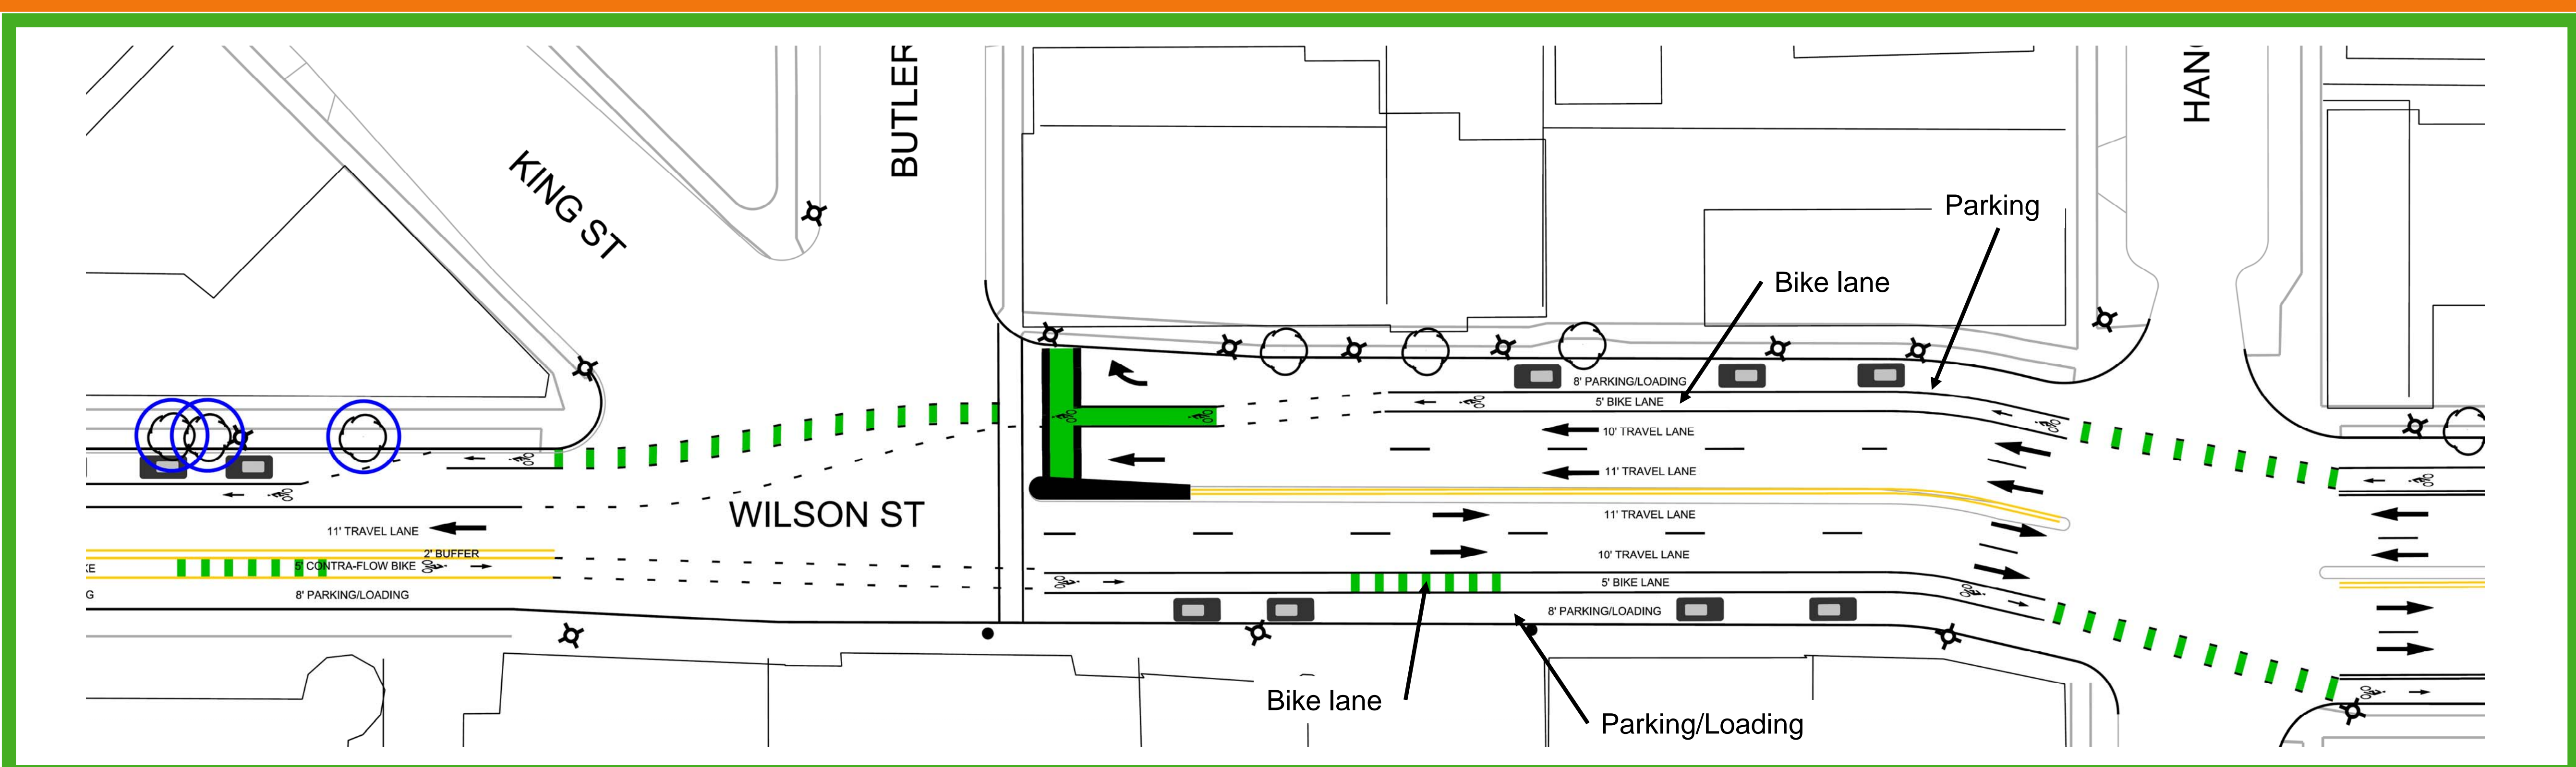 BUTLER
HAN
KING ST
Parking
Bike lane
8' PARKING/LOADING
5' BIKE LANE
10' TRAVEL LANE
11' TRAVEL LANE
WILSON ST
11' TRAVEL LANE
11' TRAVEL LANE
2' BUFFER
10' TRAVEL LANE
KE
5' CONTRA-FLOW BIKE
5' BIKE LANE
G
8' PARKING/LOADING
8' PARKING/LOADING
Bike lane
Parking/Loading